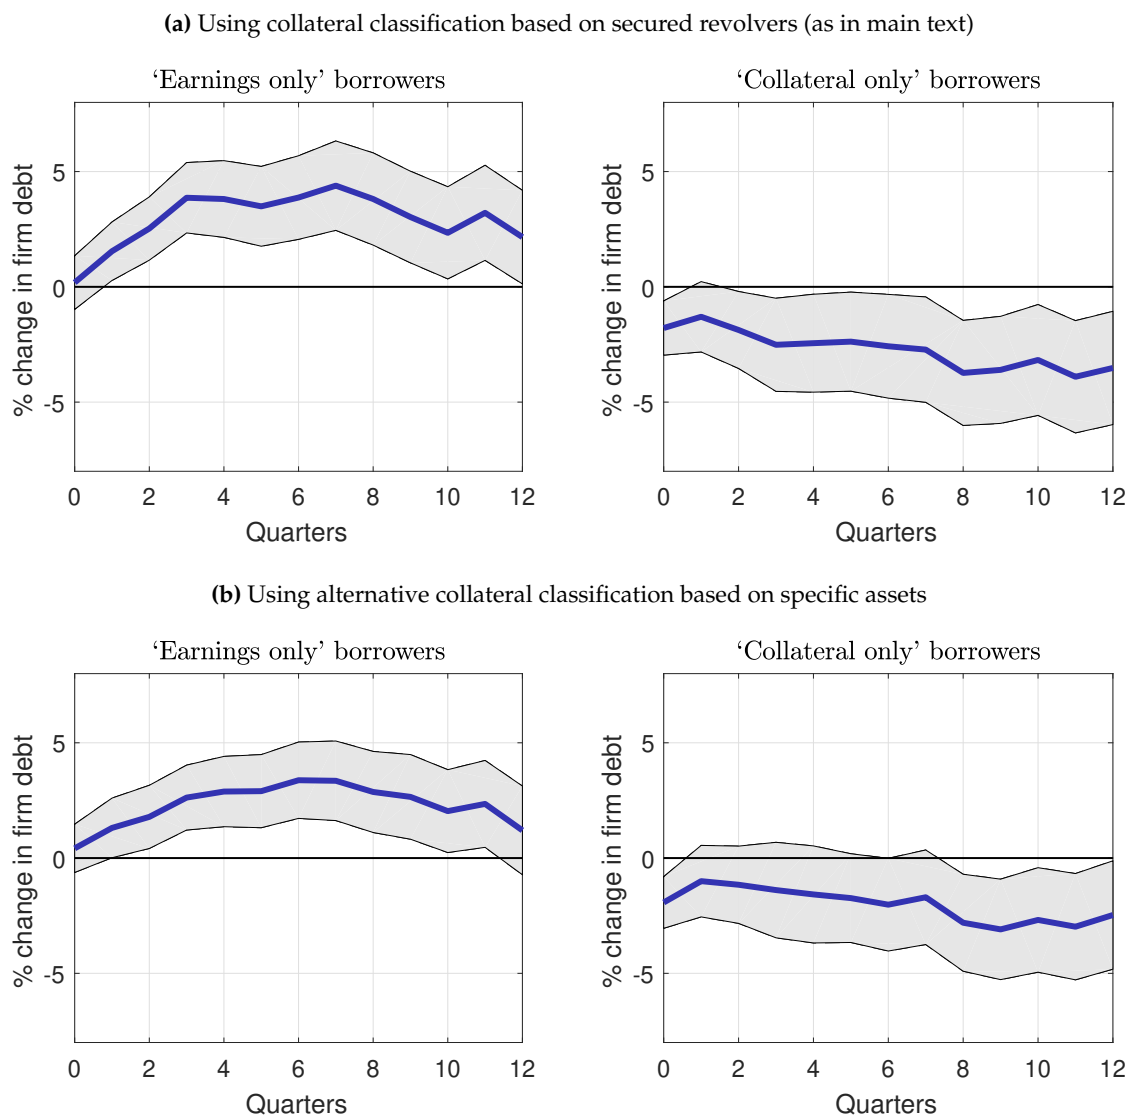 (a) Using collateral classification based on secured revolvers (as in main text)
‘Earnings only’ borrowers
% change in firm debt
5
0
-5
0 2 4 6 8 10 12
Quarters
‘Collateral only’ borrowers
% change in firm debt
5
0
-5
0 2 4 6 8 10 12
Quarters
(b) Using alternative collateral classification based on specific assets
‘Earnings only’ borrowers
% change in firm debt
5
0
-5
0 2 4 6 8 10 12
Quarters
‘Collateral only’ borrowers
% change in firm debt
5
0
-5
0 2 4 6 8 10 12
Quarters